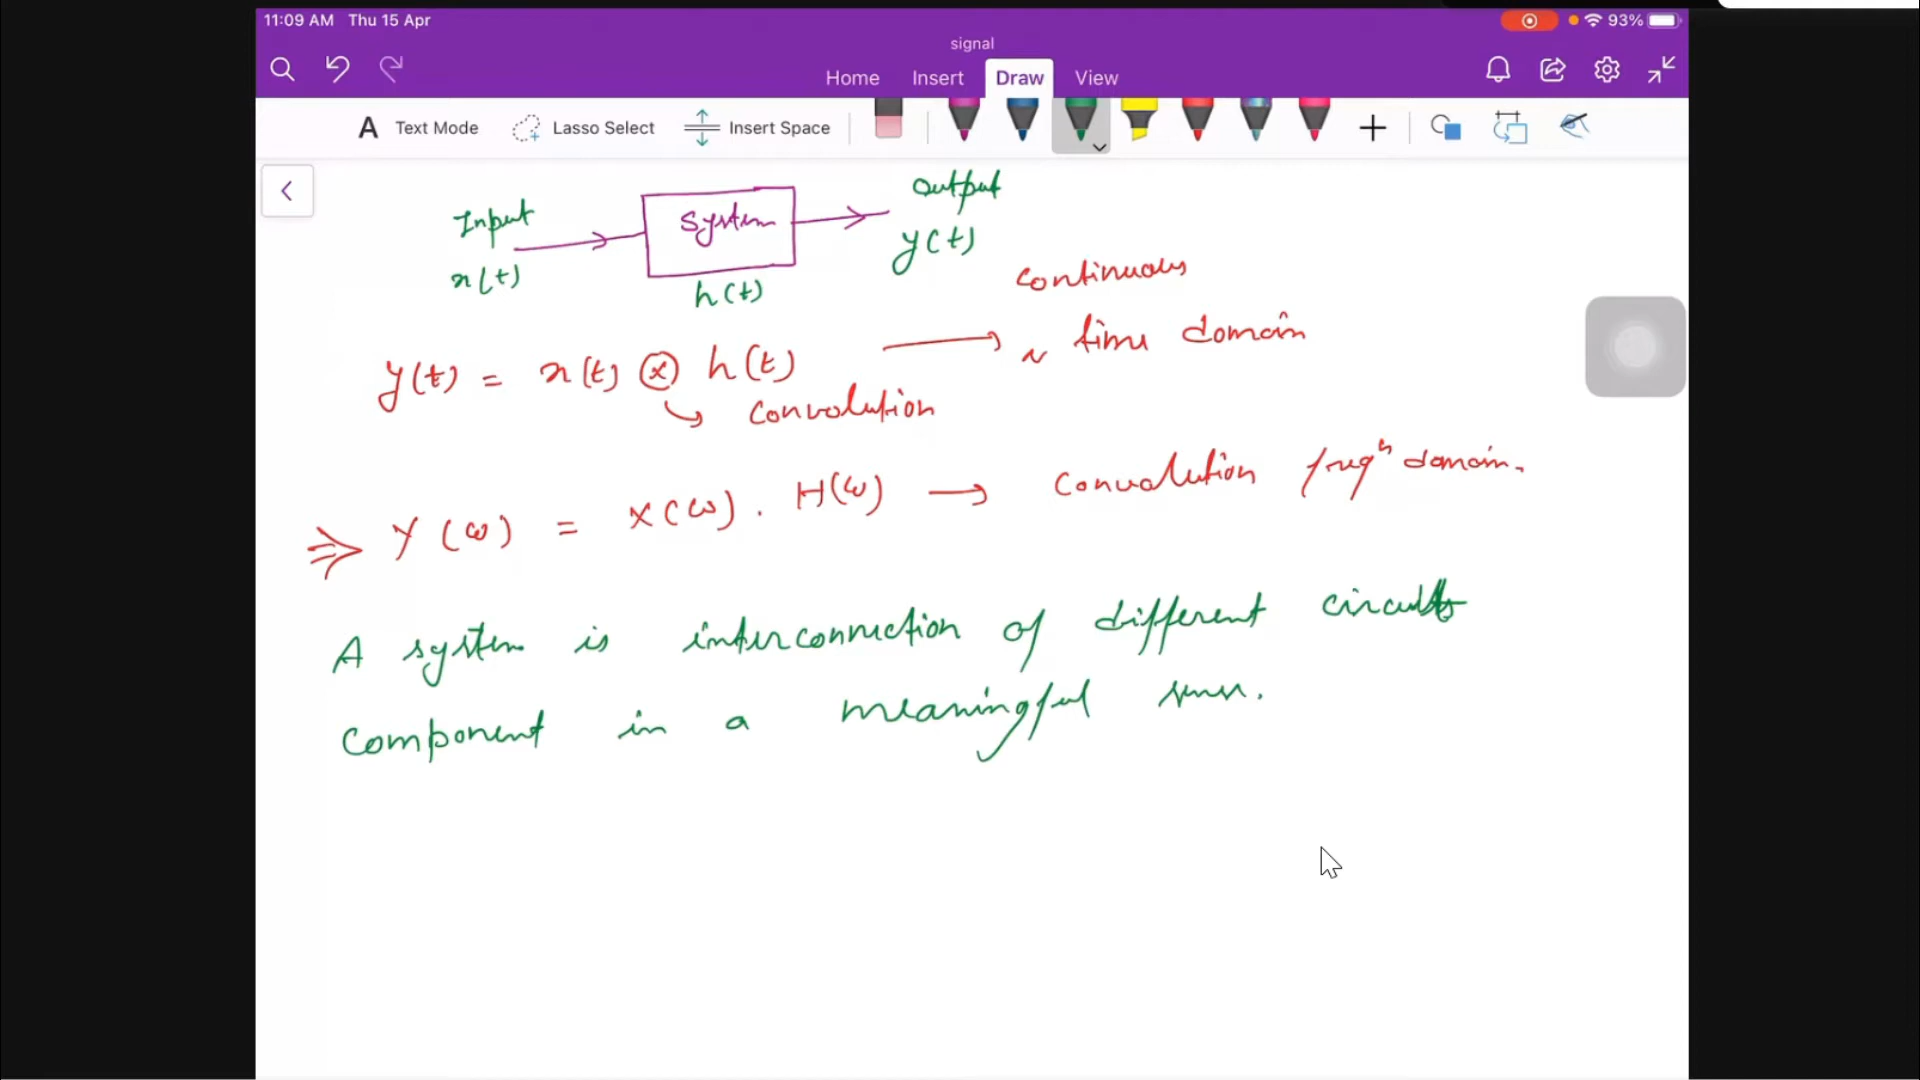 11:09 AM Thu 15 Apr
93%
signal
Home Insert Draw View
A Text Mode Lasso Select Insert Space
Input
x(t)
System
h(t)
Output
y(t)
y(t) = x(t) ⊗ h(t) → continuous
~ time domain
↪ Convolution
⇒ Y(ω) = X(ω) . H(ω) → Convolution freqⁿ domain.
A system is interconnection of different circuits
component in a meaningful sense.